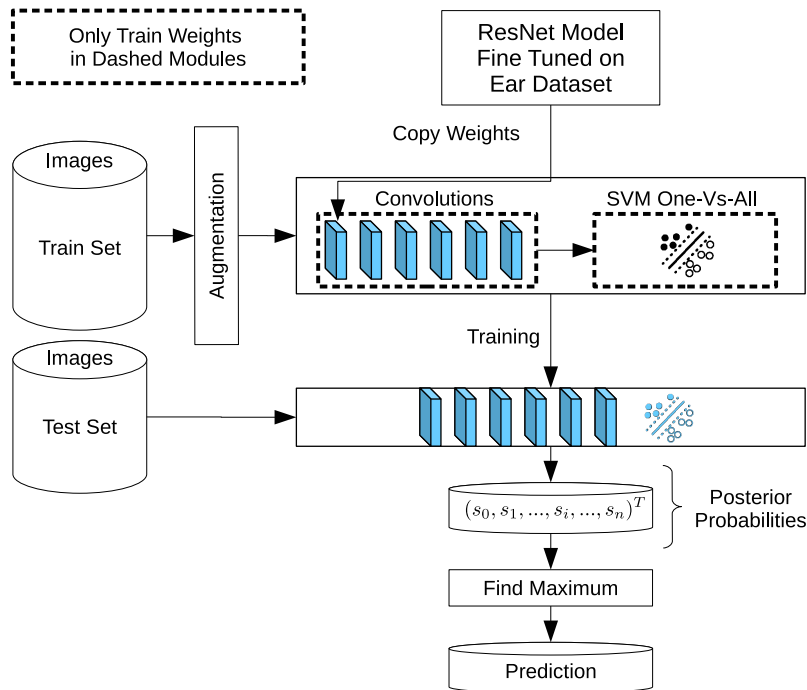 Only Train Weights
in Dashed Modules
ResNet Model
Fine Tuned on
Ear Dataset
Copy Weights
Images
Train Set
Augmentation
Convolutions
SVM One-Vs-All
Training
Images
Test Set
(s_0, s_1, ..., s_i, ..., s_n)^T
Posterior
Probabilities
Find Maximum
Prediction